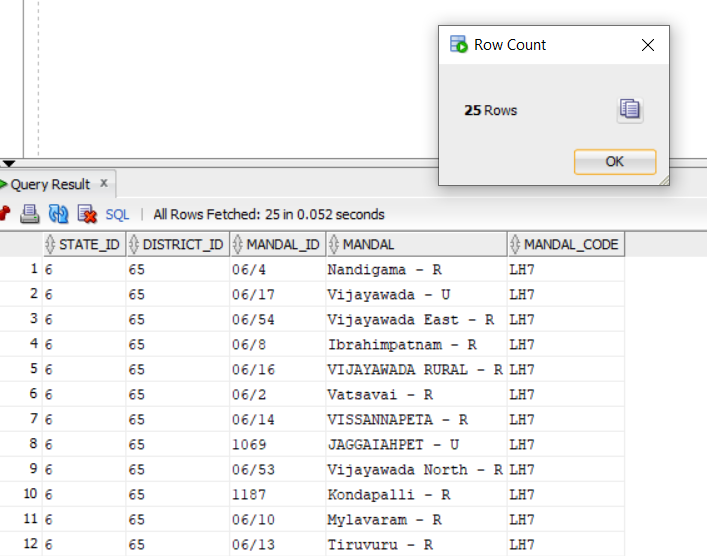 Row Count
25 Rows
OK
Query Result x
SQL | All Rows Fetched: 25 in 0.052 seconds
STATE_ID DISTRICT_ID MANDAL_ID MANDAL MANDAL_CODE
1 6 65 06/4 Nandigama - R LH7
2 6 65 06/17 Vijayawada - U LH7
3 6 65 06/54 Vijayawada East - R LH7
4 6 65 06/8 Ibrahimpatnam - R LH7
5 6 65 06/16 VIJAYAWADA RURAL - R LH7
6 6 65 06/2 Vatsavai - R LH7
7 6 65 06/14 VISSANNAPETA - R LH7
8 6 65 1069 JAGGAIAHPET - U LH7
9 6 65 06/53 Vijayawada North - R LH7
10 6 65 1187 Kondapalli - R LH7
11 6 65 06/10 Mylavaram - R LH7
12 6 65 06/13 Tiruvuru - R LH7